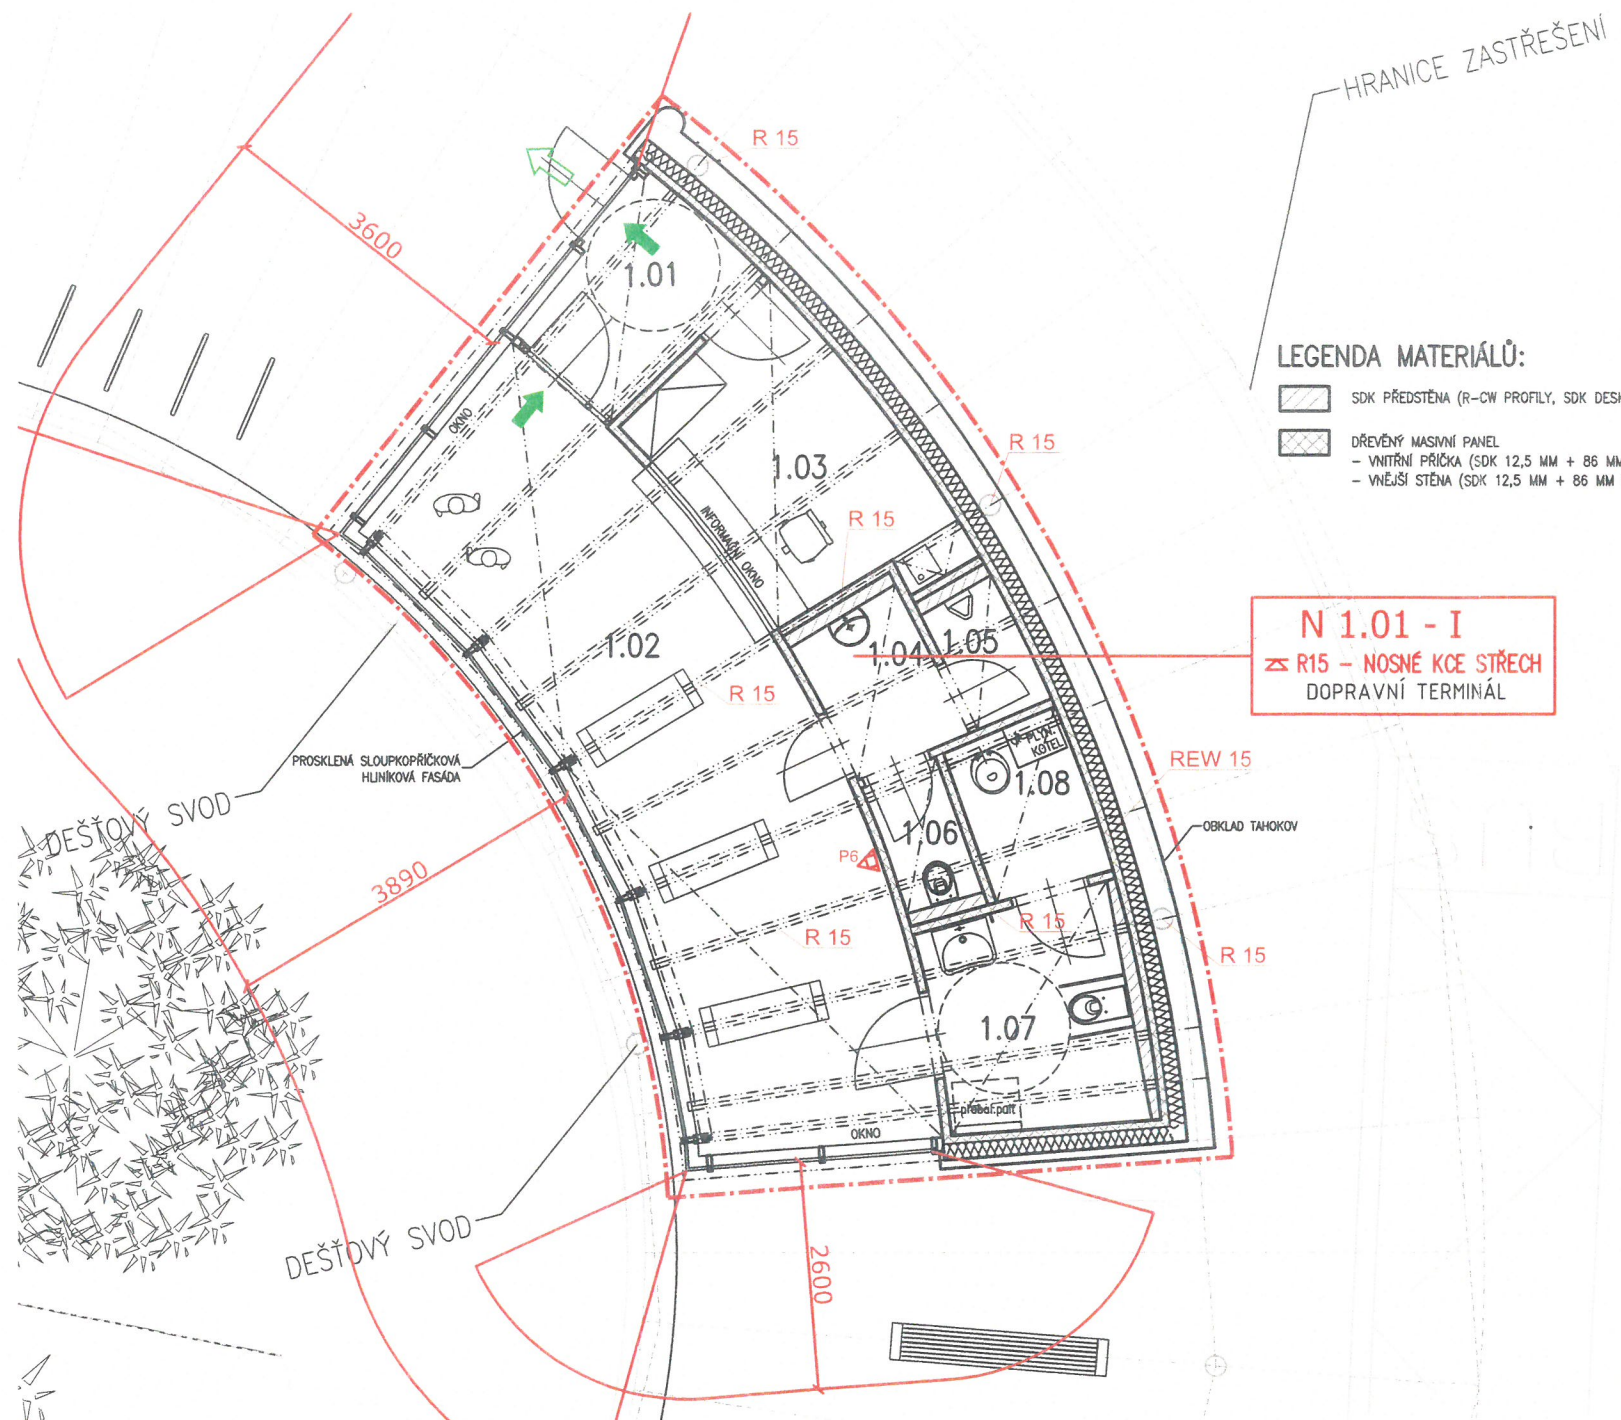 HRANICE ZASTŘEŠENÍ
R 15
3600
1.01
LEGENDA MATERIÁLŮ:
SDK PŘEDSTĚNA (R-CW PROFILY, SDK
DŘEVĚNÝ MASIVNÍ PANEL
- VNITŘNÍ PŘÍČKA (SDK 12,5 MM + 86
- VNĚJŠÍ STĚNA (SDK 12,5 MM + 86 MM
OKNO
R 15
1.03
INFORMAČNÍ OKNO
R 15
N 1.01 - I
R15 - NOSNÉ KCE STŘECH
DOPRAVNÍ TERMINÁL
1.02
1.04
1.05
R 15
PROSKLENÁ SLOUPKOPŘÍČKOVÁ
HLINÍKOVÁ FASÁDA
PLYN.
KOTEL
REW 15
1.08
DEŠŤOVÝ SVOD
1.06
OBKLAD TAHOKOV
P6
3890
R 15
R 15
R 15
1.07
přebal.pult
OKNO
DEŠŤOVÝ SVOD
2600